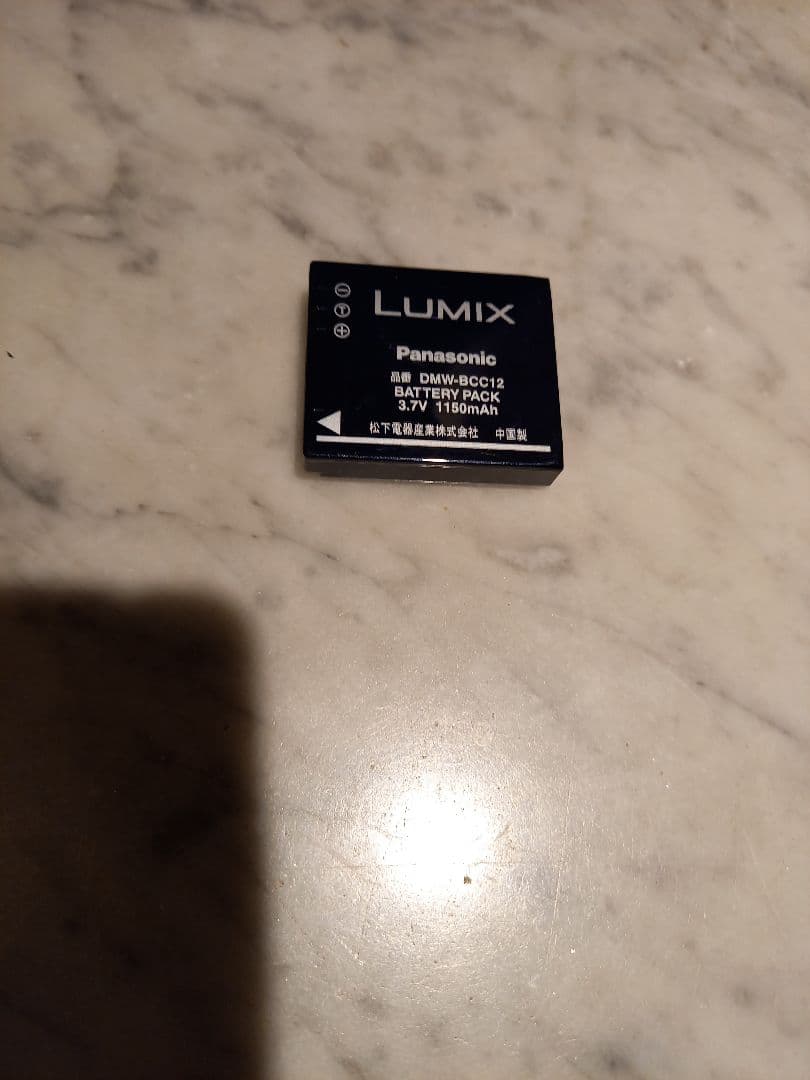 ⊖
Ⓣ
⊕
LUMIX
Panasonic
品番 DMW-BCC12
BATTERY PACK
3.7V 1150mAh
松下電器産業株式会社 中国製